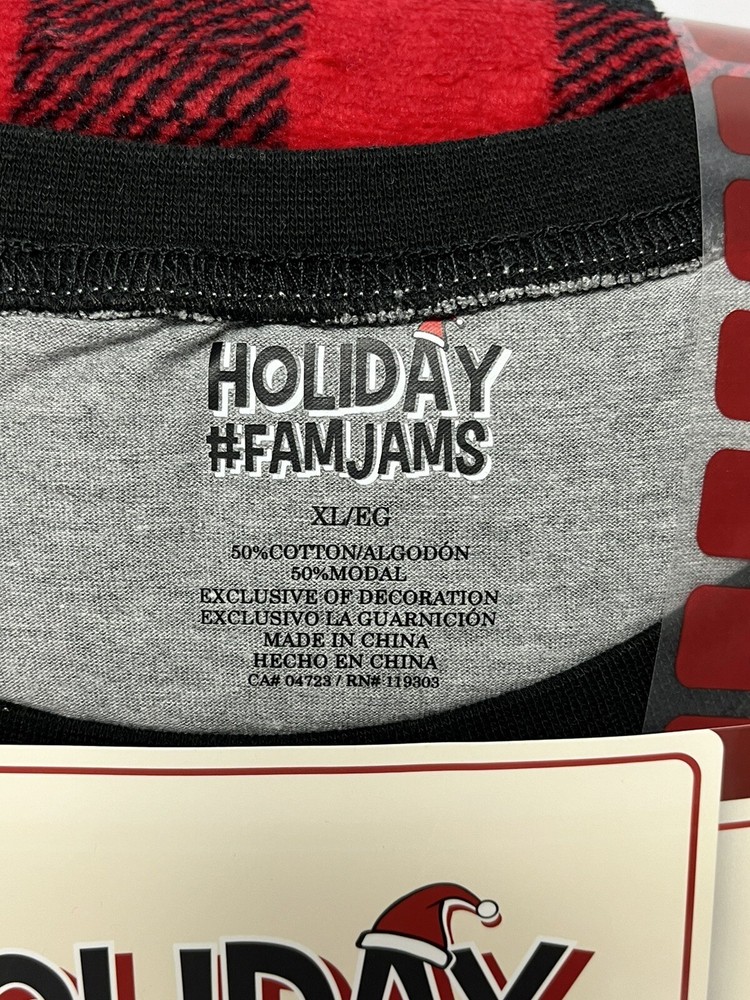 HOLIDAY
#FAMJAMS
XL/EG
50%COTTON/ALGODÓN
50%MODAL
EXCLUSIVE OF DECORATION
EXCLUSIVO LA GUARNICIÓN
MADE IN CHINA
HECHO EN CHINA
CA# 04723 / RN# 119303
HOLIDAY